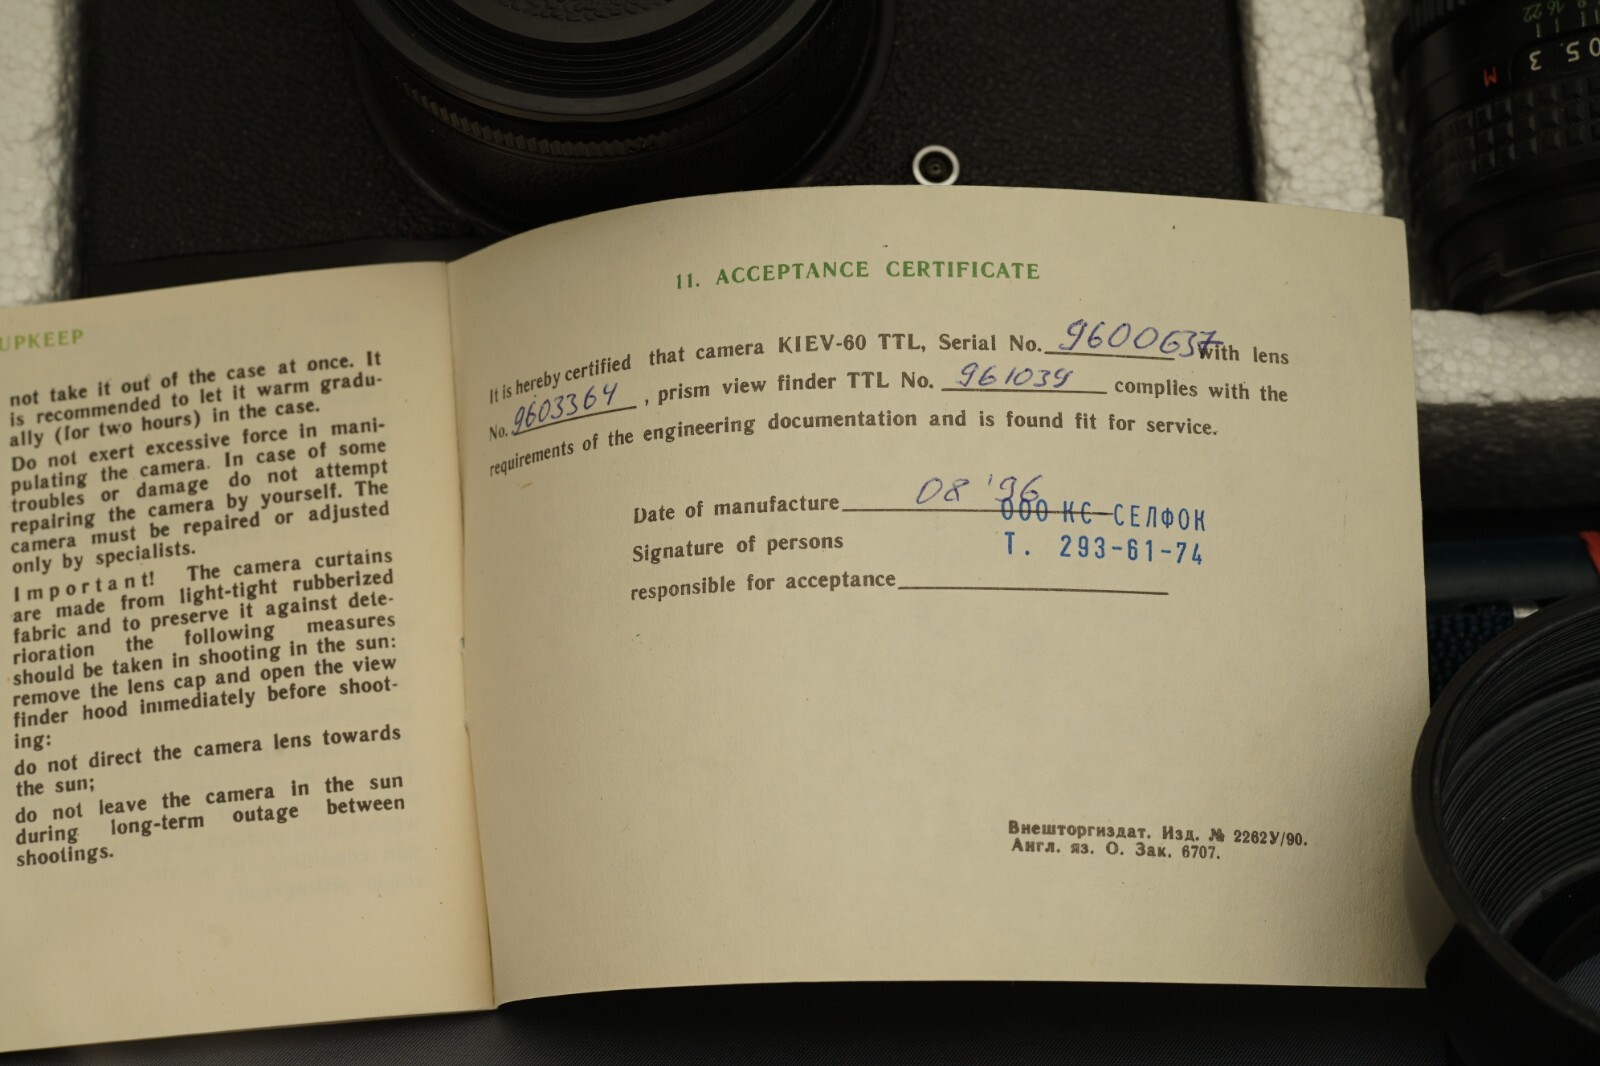 UPKEEP
not take it out of the case at once. It
is recommended to let it warm gradu-
ally (for two hours) in the case.
Do not exert excessive force in mani-
pulating the camera. In case of some
troubles or damage do not attempt
repairing the camera by yourself. The
camera must be repaired or adjusted
only by specialists.
Important! The camera curtains
are made from light-tight rubberized
fabric and to preserve it against dete-
rioration the following measures
should be taken in shooting in the sun:
remove the lens cap and open the view
finder hood immediately before shoot-
ing:
do not direct the camera lens towards
the sun;
do not leave the camera in the sun
during long-term outage between
shootings.
11. ACCEPTANCE CERTIFICATE
It is hereby certified that camera KIEV-60 TTL, Serial No. 9600637 with lens
No. 9603364, prism view finder TTL No. 961039 complies with the
requirements of the engineering documentation and is found fit for service.
Date of manufacture 08 '96
ООО КС-СЕЛФОК
Signature of persons
Т. 293-61-74
responsible for acceptance
Внешторгиздат. Изд. № 2262У/90.
Англ. яз. О. Зак. 6707.
22 16
M 3 5